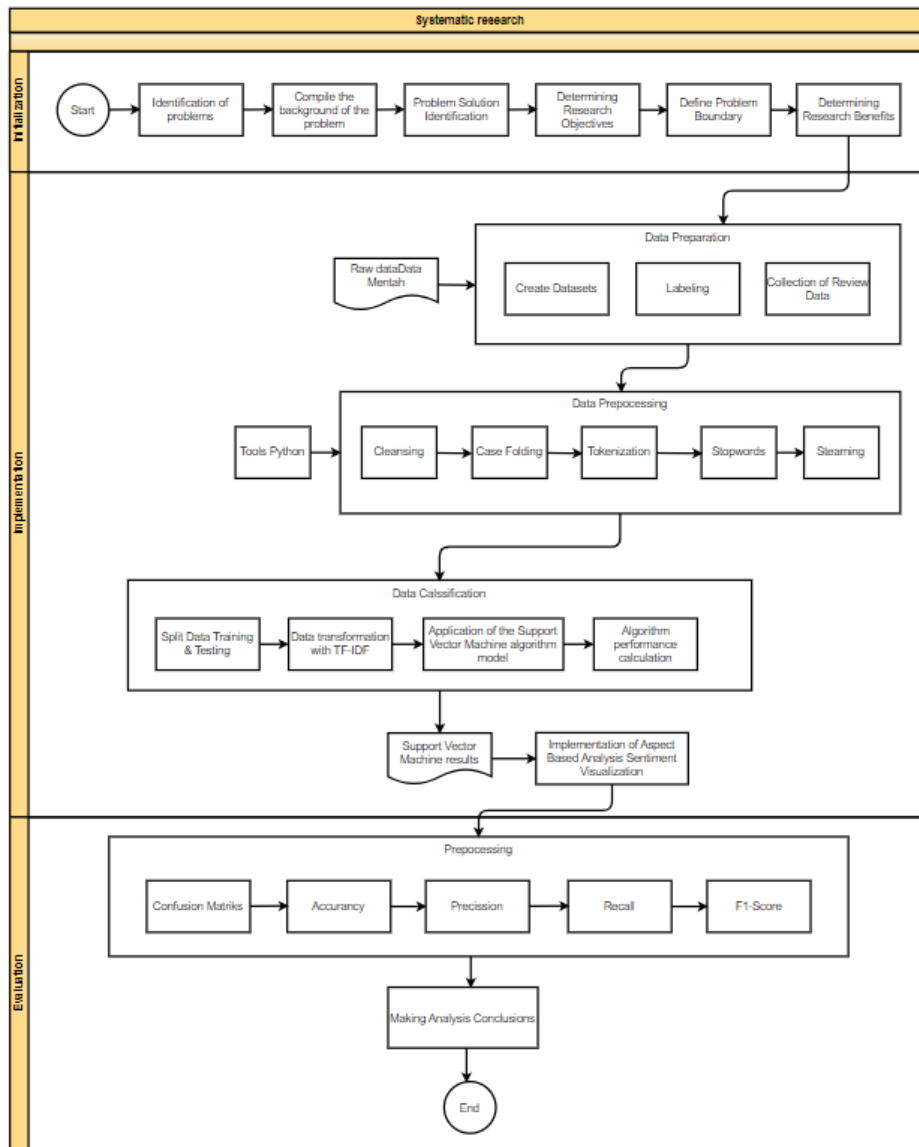 Systematic research
Initialization
Start
Identification of
problems
Compile the
background of the
problem
Problem Solution
Identification
Determining
Research
Objectives
Define Problem
Boundary
Determining
Research Benefits
Implementation
Data Preparation
Raw dataData
Mentah
Create Datasets
Labeling
Collection of Review
Data
Data Prepocessing
Tools Python
Cleansing
Case Folding
Tokenization
Stopwords
Steaming
Data Calssification
Split Data Training
& Testing
Data transformation
with TF-IDF
Application of the Support
Vector Machine algorithm
model
Algorithm
performance
calculation
Support Vector
Machine results
Implementation of Aspect
Based Analysis Sentiment
Visualization
Evaluation
Prepocessing
Confusion Matriks
Accurancy
Precission
Recall
F1-Score
Making Analysis Conclusions
End